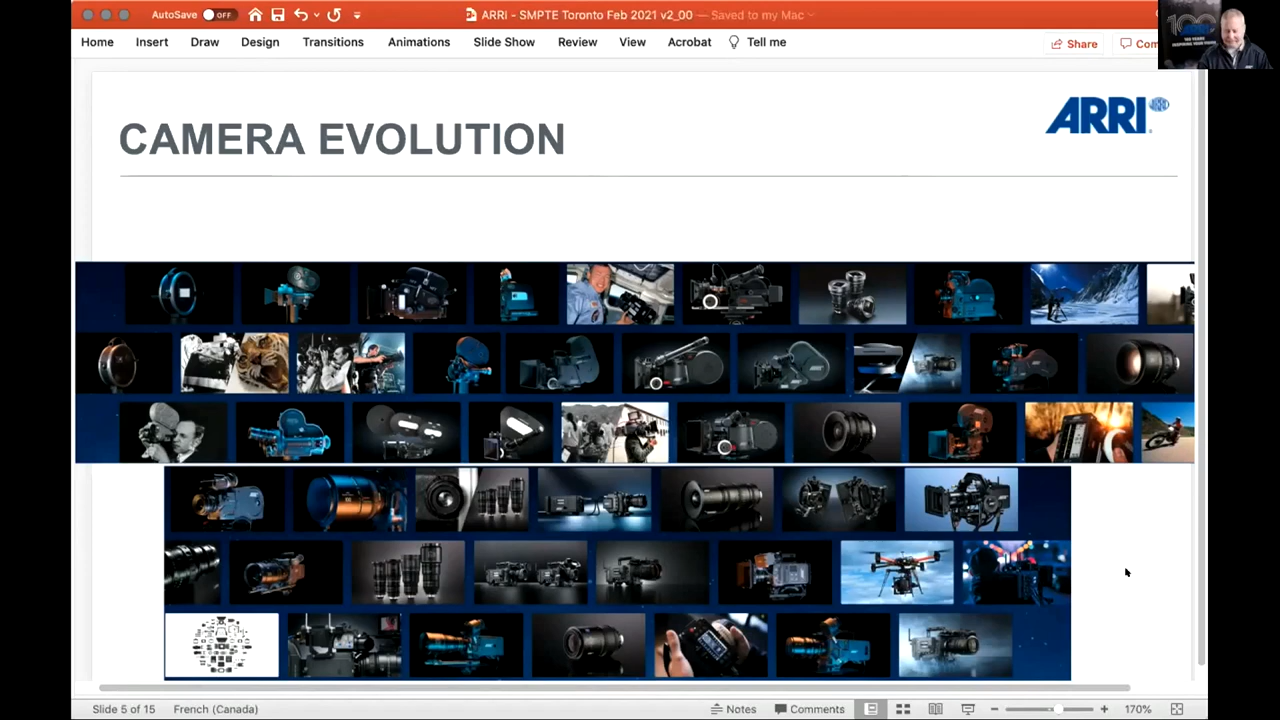 AutoSave OFF
ARRI - SMPTE Toronto Feb 2021 v2_00 — Saved to my Mac
Home Insert Draw Design Transitions Animations Slide Show Review View Acrobat Tell me
Share Com
CAMERA EVOLUTION
ARRI
Slide 5 of 15 French (Canada)
Notes Comments 170%